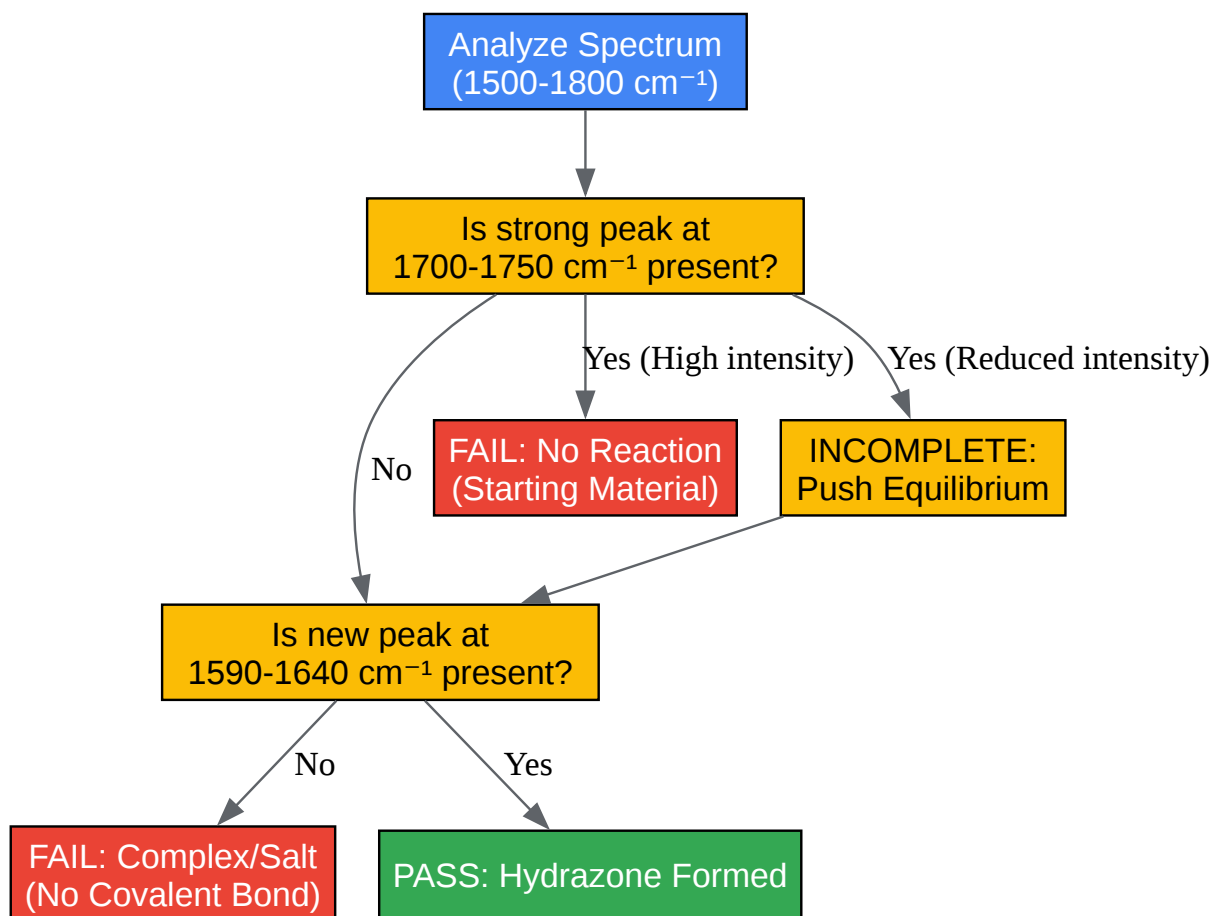 Analyze Spectrum
(1500-1800 cm⁻¹)
Is strong peak at
1700-1750 cm⁻¹ present?
Yes (High intensity)
Yes (Reduced intensity)
No
FAIL: No Reaction
(Starting Material)
INCOMPLETE:
Push Equilibrium
Is new peak at
1590-1640 cm⁻¹ present?
No
Yes
FAIL: Complex/Salt
(No Covalent Bond)
PASS: Hydrazone Formed